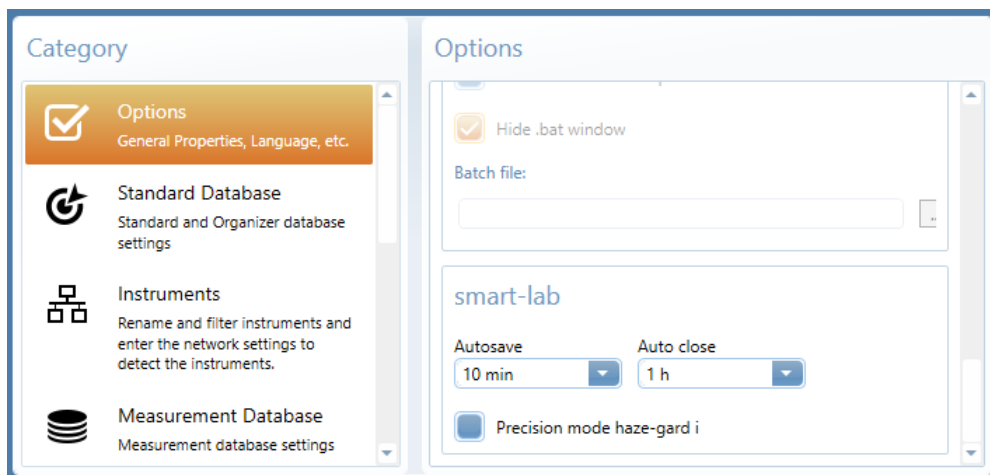 Category
Options
General Properties, Language, etc.
Standard Database
Standard and Organizer database
settings
Instruments
Rename and filter instruments and
enter the network settings to
detect the instruments.
Measurement Database
Measurement database settings
Options
Hide .bat window
Batch file:
..
smart-lab
Autosave
Auto close
10 min
1 h
Precision mode haze-gard i